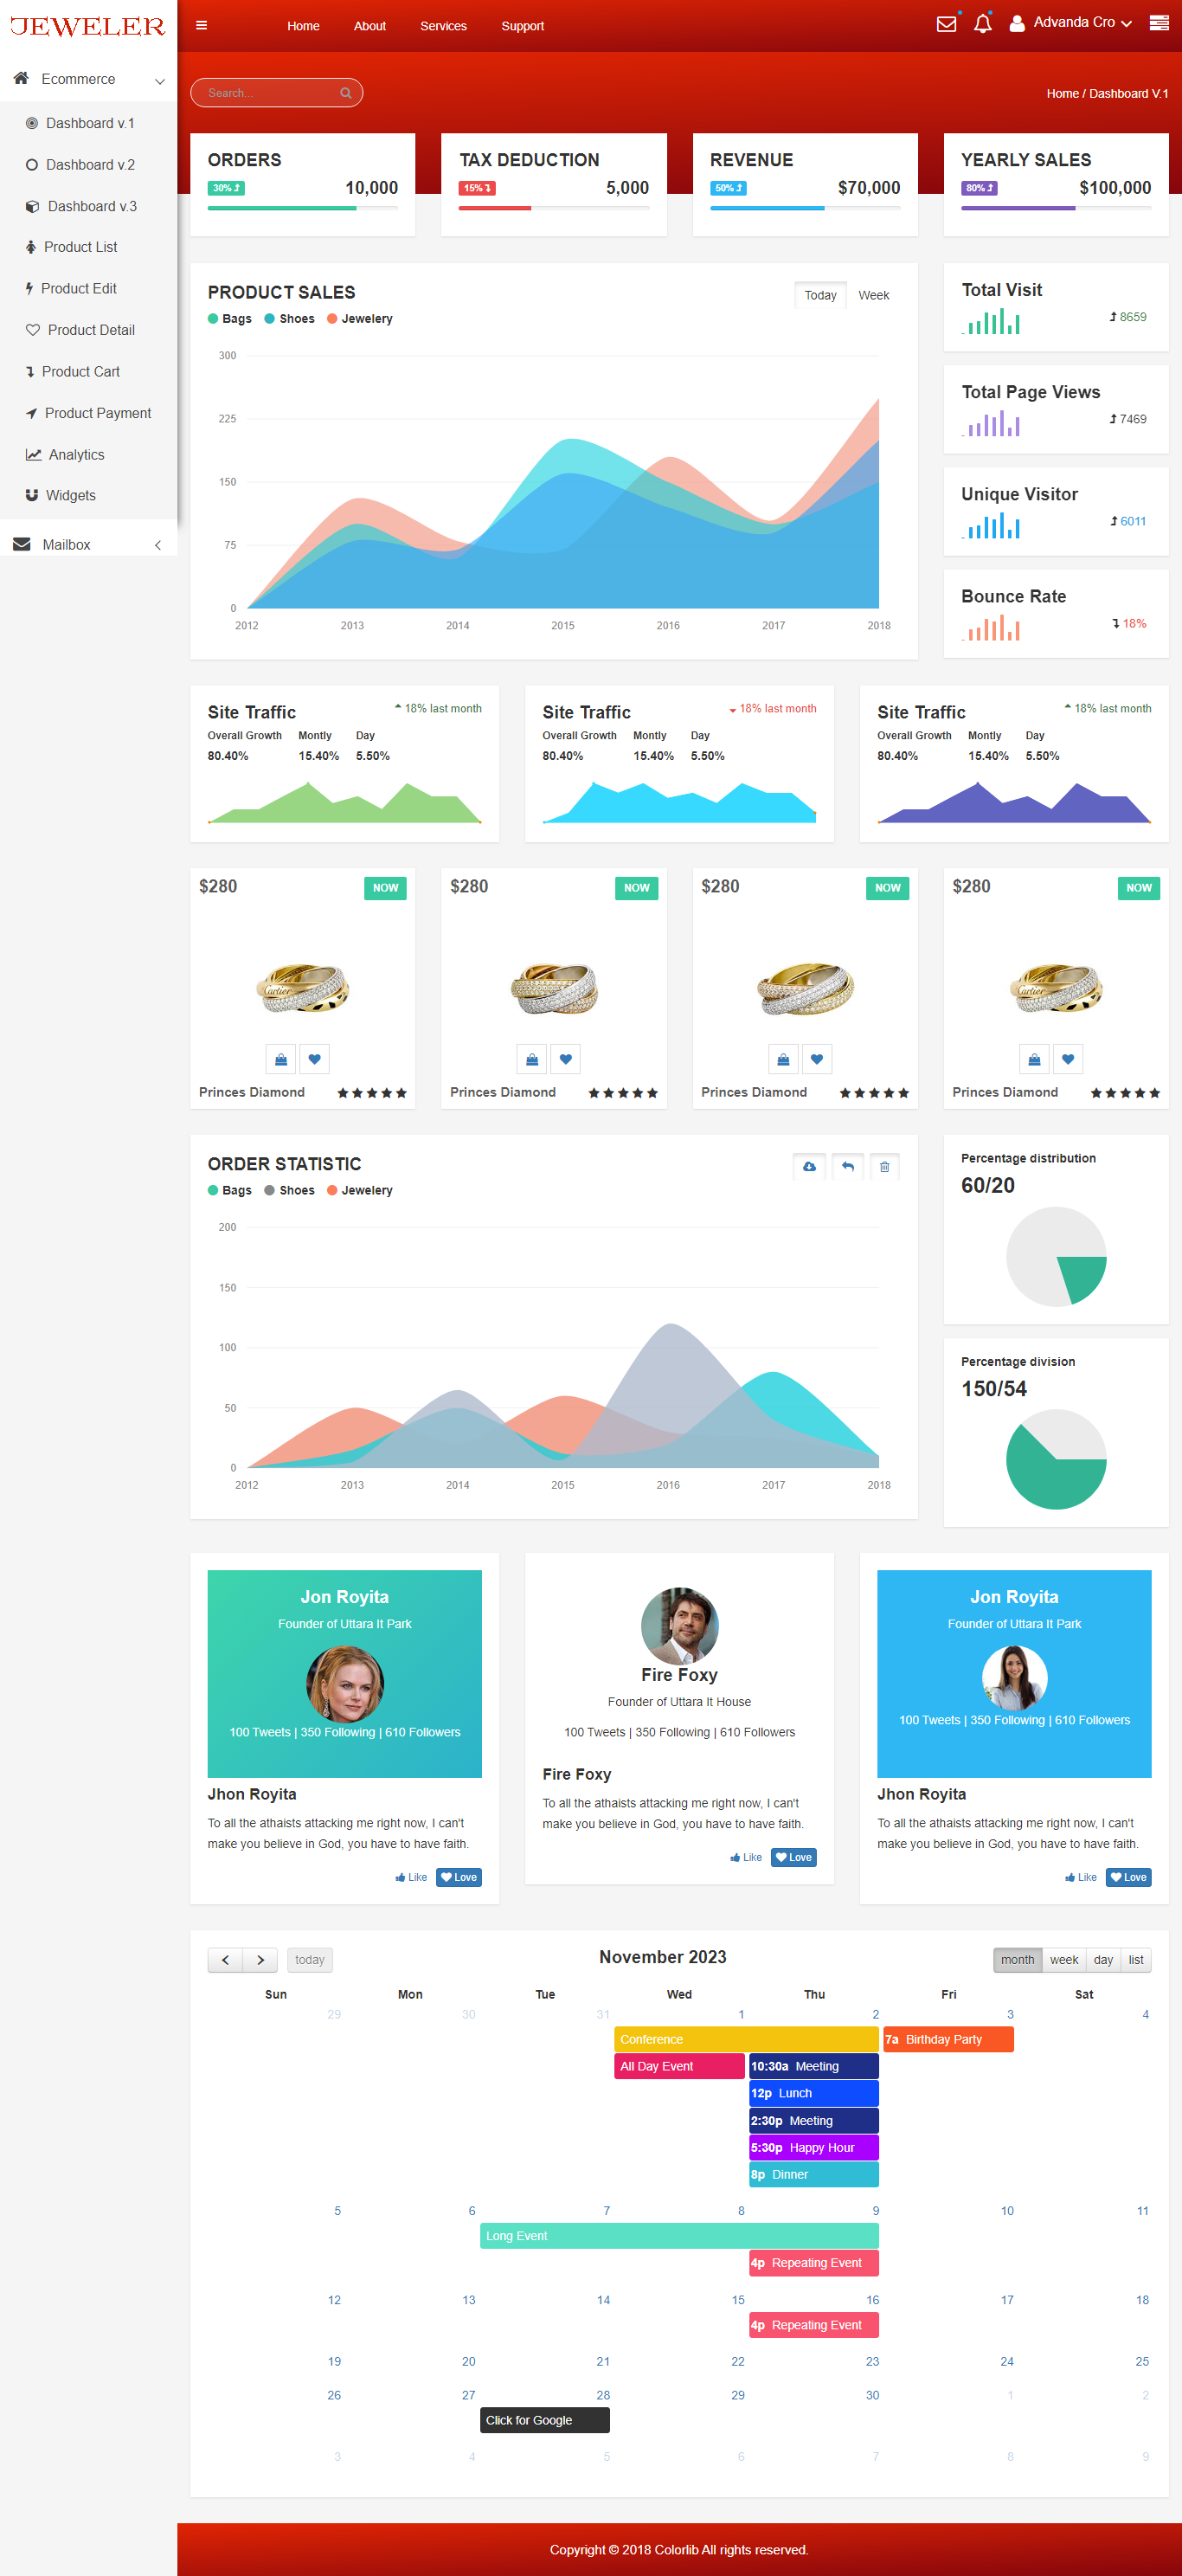 JEWELER
Home About Services Support
Advanda Cro
Ecommerce
Dashboard v.1
Dashboard v.2
Dashboard v.3
Product List
Product Edit
Product Detail
Product Cart
Product Payment
Analytics
Widgets
Mailbox
Search...
Home / Dashboard V.1
ORDERS
30%
10,000
TAX DEDUCTION
15%
5,000
REVENUE
50%
$70,000
YEARLY SALES
80%
$100,000
PRODUCT SALES
Today Week
Bags Shoes Jewelery
300
225
150
75
0
2012 2013 2014 2015 2016 2017 2018
Total Visit
8659
Total Page Views
7469
Unique Visitor
6011
Bounce Rate
18%
Site Traffic
18% last month
Overall Growth Montly Day
80.40% 15.40% 5.50%
Site Traffic
18% last month
Overall Growth Montly Day
80.40% 15.40% 5.50%
Site Traffic
18% last month
Overall Growth Montly Day
80.40% 15.40% 5.50%
$280
NOW
Cartier
Princes Diamond
$280
NOW
Princes Diamond
$280
NOW
Princes Diamond
$280
NOW
Cartier
Princes Diamond
ORDER STATISTIC
Bags Shoes Jewelery
200
150
100
50
0
2012 2013 2014 2015 2016 2017 2018
Percentage distribution
60/20
Percentage division
150/54
Jon Royita
Founder of Uttara It Park
100 Tweets | 350 Following | 610 Followers
Jhon Royita
To all the athaists attacking me right now, I can't
make you believe in God, you have to have faith.
Like Love
Fire Foxy
Founder of Uttara It House
100 Tweets | 350 Following | 610 Followers
Fire Foxy
To all the athaists attacking me right now, I can't
make you believe in God, you have to have faith.
Like Love
Jon Royita
Founder of Uttara It Park
100 Tweets | 350 Following | 610 Followers
Jhon Royita
To all the athaists attacking me right now, I can't
make you believe in God, you have to have faith.
Like Love
today
November 2023
month week day list
Sun Mon Tue Wed Thu Fri Sat
29 30 31 1 2 3 4
Conference
7a Birthday Party
All Day Event
10:30a Meeting
12p Lunch
2:30p Meeting
5:30p Happy Hour
8p Dinner
5 6 7 8 9 10 11
Long Event
4p Repeating Event
12 13 14 15 16 17 18
4p Repeating Event
19 20 21 22 23 24 25
26 27 28 29 30 1 2
Click for Google
3 4 5 6 7 8 9
Copyright © 2018 Colorlib All rights reserved.